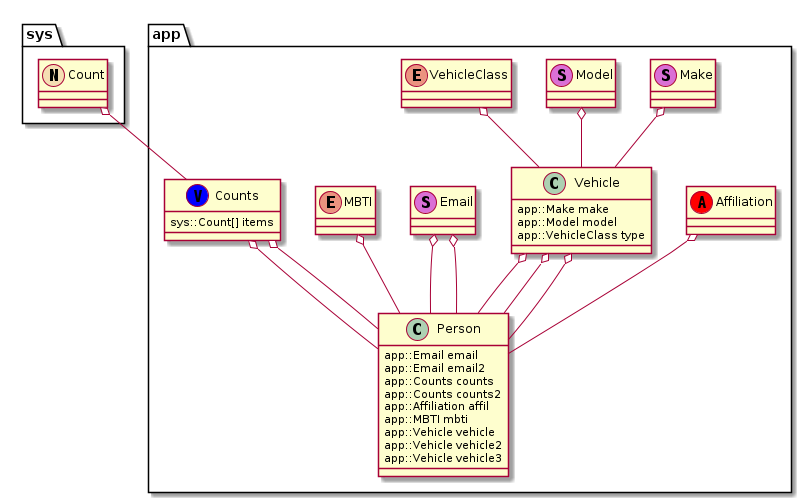 sys
app
N Count
E VehicleClass
S Model
S Make
V Counts
sys::Count[] items
E MBTI
S Email
C Vehicle
app::Make make
app::Model model
app::VehicleClass type
A Affiliation
C Person
app::Email email
app::Email email2
app::Counts counts
app::Counts counts2
app::Affiliation affil
app::MBTI mbti
app::Vehicle vehicle
app::Vehicle vehicle2
app::Vehicle vehicle3